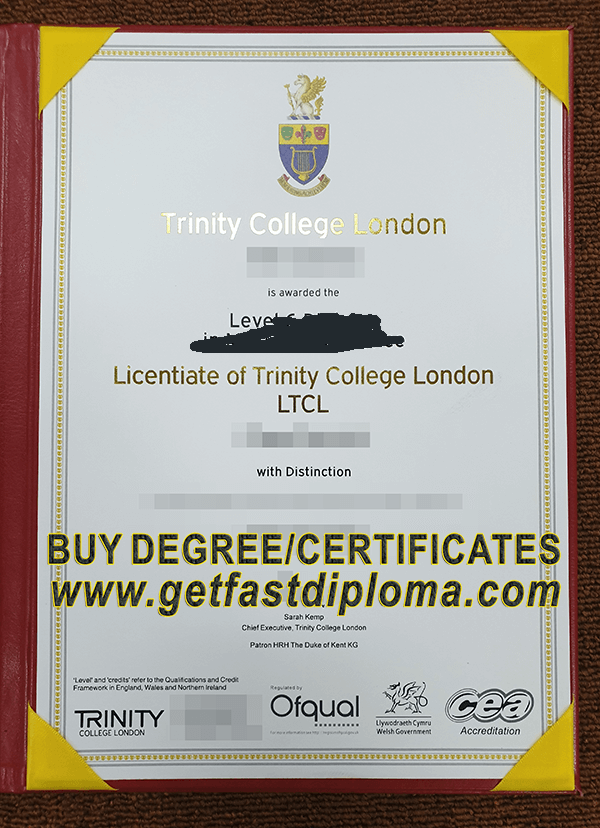 Trinity College London
is awarded the
Level
Licentiate of Trinity College London
LTCL
with Distinction
BUY DEGREE/CERTIFICATES
www.getfastdiploma.com
Sarah Kemp
Chief Executive, Trinity College London
Patron HRH The Duke of Kent KG
'Level' and 'credits' refer to the Qualifications and Credit
Framework in England, Wales and Northern Ireland
TRINITY
COLLEGE LONDON
Regulated by
Ofqual
Llywodraeth Cymru
Welsh Government
cea
Accreditation